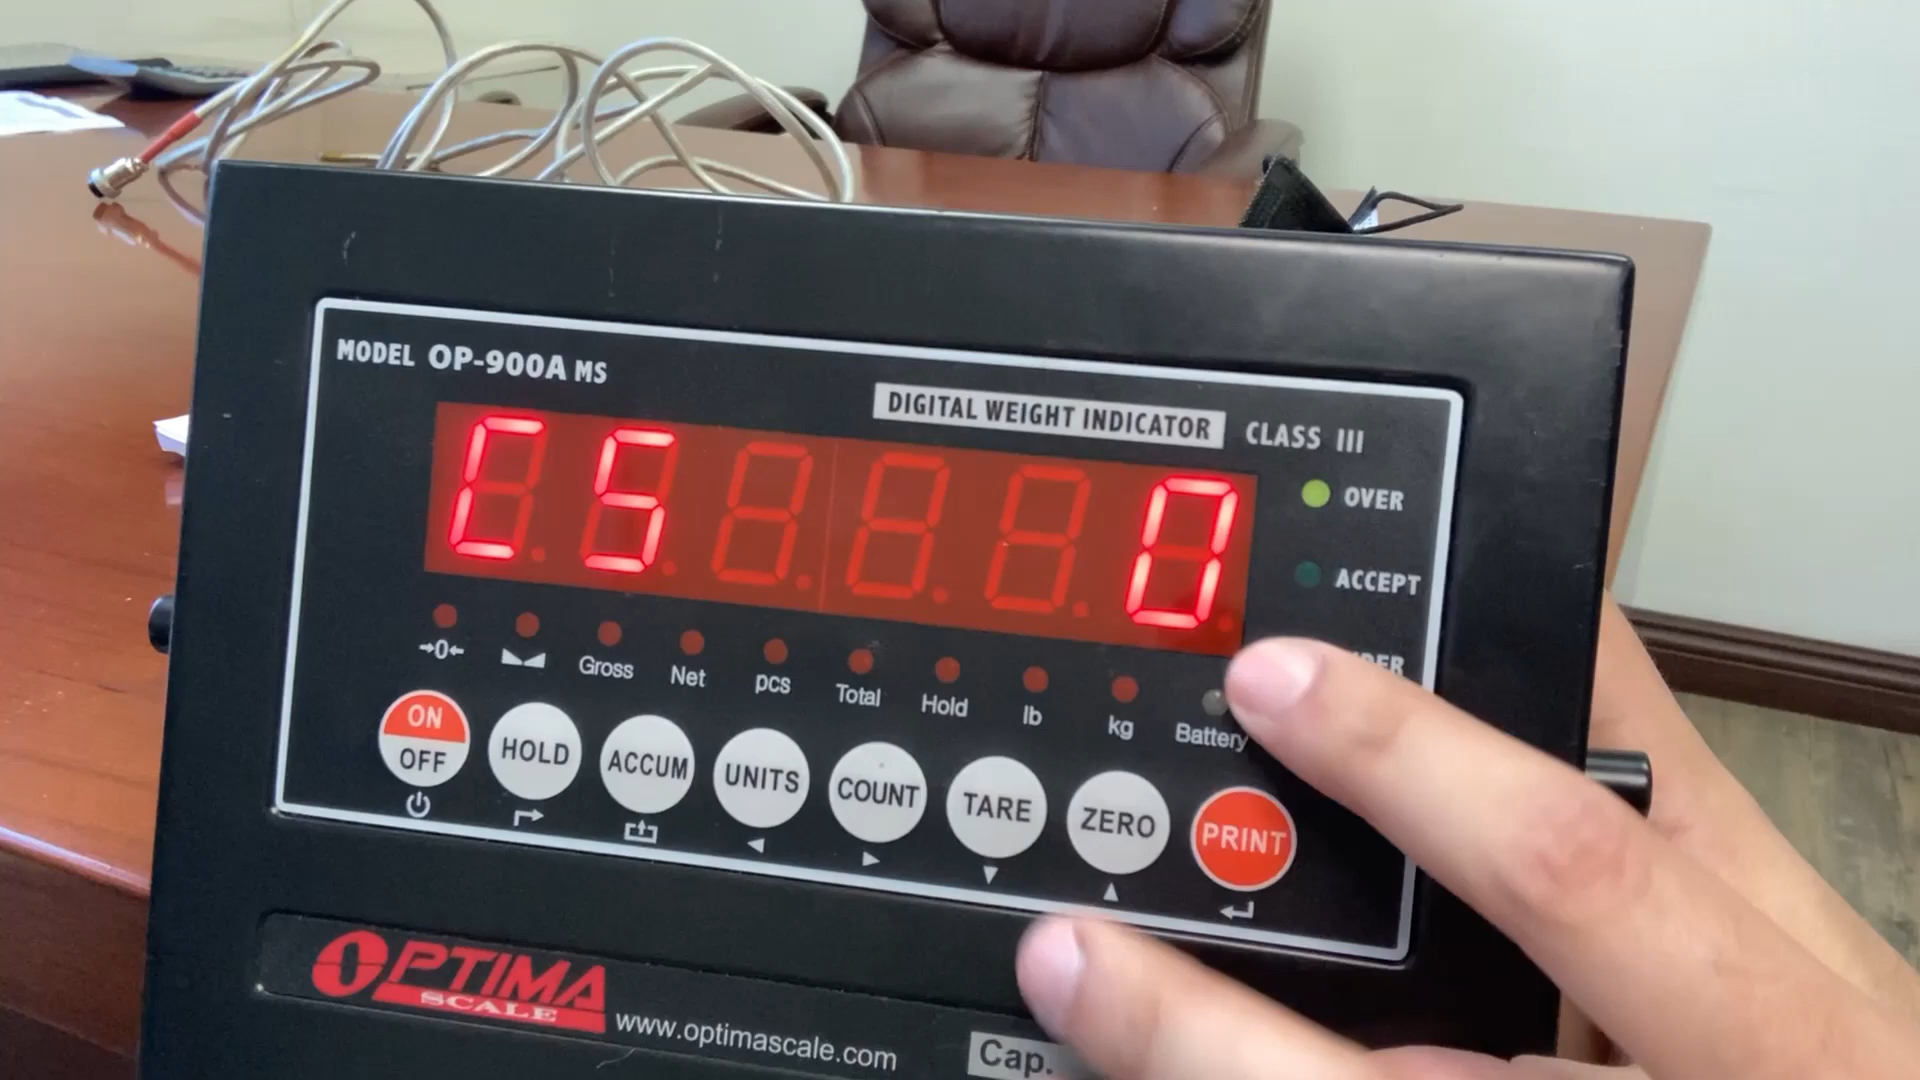 MODEL OP-900A MS
DIGITAL WEIGHT INDICATOR CLASS III
C5 0
OVER
ACCEPT
→0← Gross Net pcs Total Hold lb kg Battery
ON OFF HOLD ACCUM UNITS COUNT TARE ZERO PRINT
OPTIMA
SCALE
www.optimascale.com
Cap.